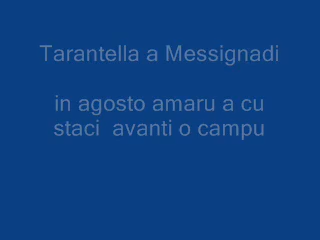 Tarantella a Messignadi
in agosto amaru a cu
staci  avanti o campu